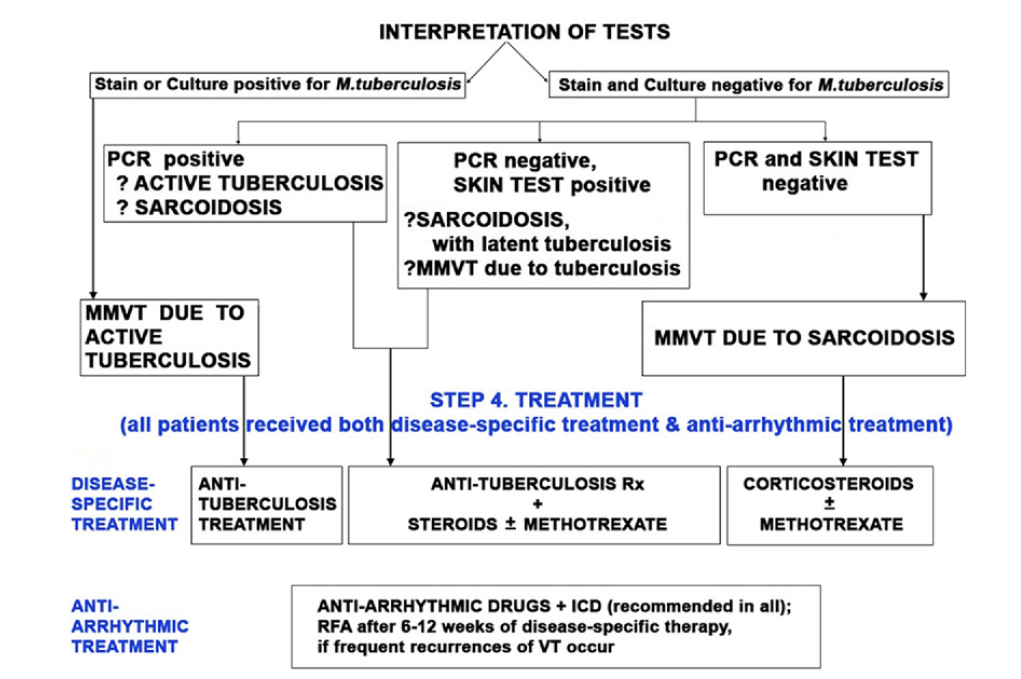 INTERPRETATION OF TESTS
Stain or Culture positive for M.tuberculosis
Stain and Culture negative for M.tuberculosis
PCR positive
? ACTIVE TUBERCULOSIS
? SARCOIDOSIS
PCR negative,
SKIN TEST positive
?SARCOIDOSIS,
with latent tuberculosis
?MMVT due to tuberculosis
PCR and SKIN TEST
negative
MMVT DUE TO
ACTIVE
TUBERCULOSIS
MMVT DUE TO SARCOIDOSIS
STEP 4. TREATMENT
(all patients received both disease-specific treatment & anti-arrhythmic treatment)
DISEASE-
SPECIFIC
TREATMENT
ANTI-
TUBERCULOSIS
TREATMENT
ANTI-TUBERCULOSIS Rx
+
STEROIDS ± METHOTREXATE
CORTICOSTEROIDS
±
METHOTREXATE
ANTI-
ARRHYTHMIC
TREATMENT
ANTI-ARRHYTHMIC DRUGS + ICD (recommended in all);
RFA after 6-12 weeks of disease-specific therapy,
if frequent recurrences of VT occur